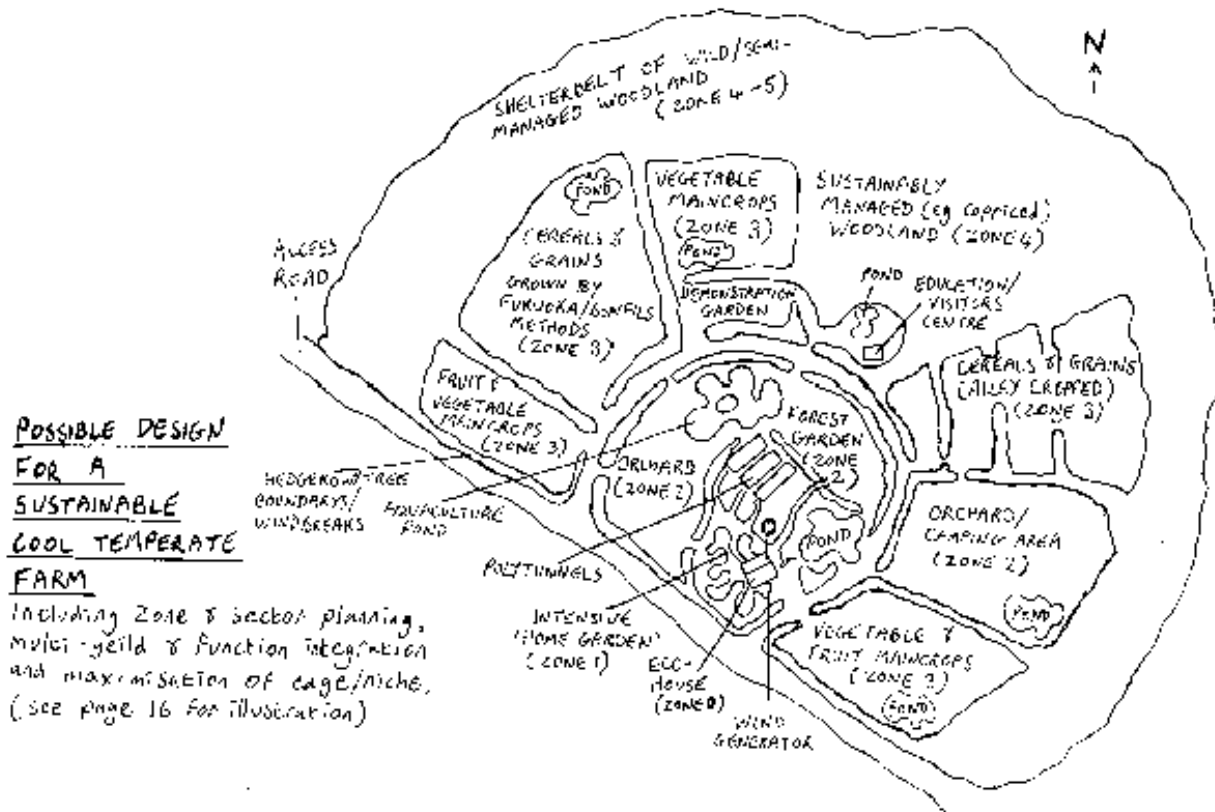 N
SHELTERBELT OF WILD/SEMI-
MANAGED WOODLAND
(ZONE 4-5)
POND
VEGETABLE
MAINCROPS
(ZONE 3)
POND
SUSTAINABLY
MANAGED (eg coppiced)
WOODLAND (ZONE 4)
ACCESS
ROAD
CEREALS &
GRAINS
GROWN BY
FUKUOKA/BONFILS
METHODS
(ZONE 3)
DEMONSTRATION
GARDEN
POND
EDUCATION/
VISITORS
CENTRE
FRUIT &
VEGETABLE
MAINCROPS
(ZONE 3)
CEREALS & GRAINS
(ALLEY CROPPED)
(ZONE 3)
FOREST
GARDEN
(ZONE
2)
ORCHARD
(ZONE 2)
HEDGEROW/TREE
BOUNDARYS/
WINDBREAKS
AQUACULTURE
POND
POND
ORCHARD/
CAMPING AREA
(ZONE 2)
POND
POLYTUNNELS
INTENSIVE
'HOME GARDEN'
(ZONE 1)
ECO-
HOUSE
(ZONE 0)
WIND
GENERATOR
VEGETABLE &
FRUIT MAINCROPS
(ZONE 3)
POND
POSSIBLE DESIGN
FOR A
SUSTAINABLE
COOL TEMPERATE
FARM
Including Zone & Sector planning,
multi-yeild & function integration
and maximisation of edge/niche.
(see page 16 for illustration)